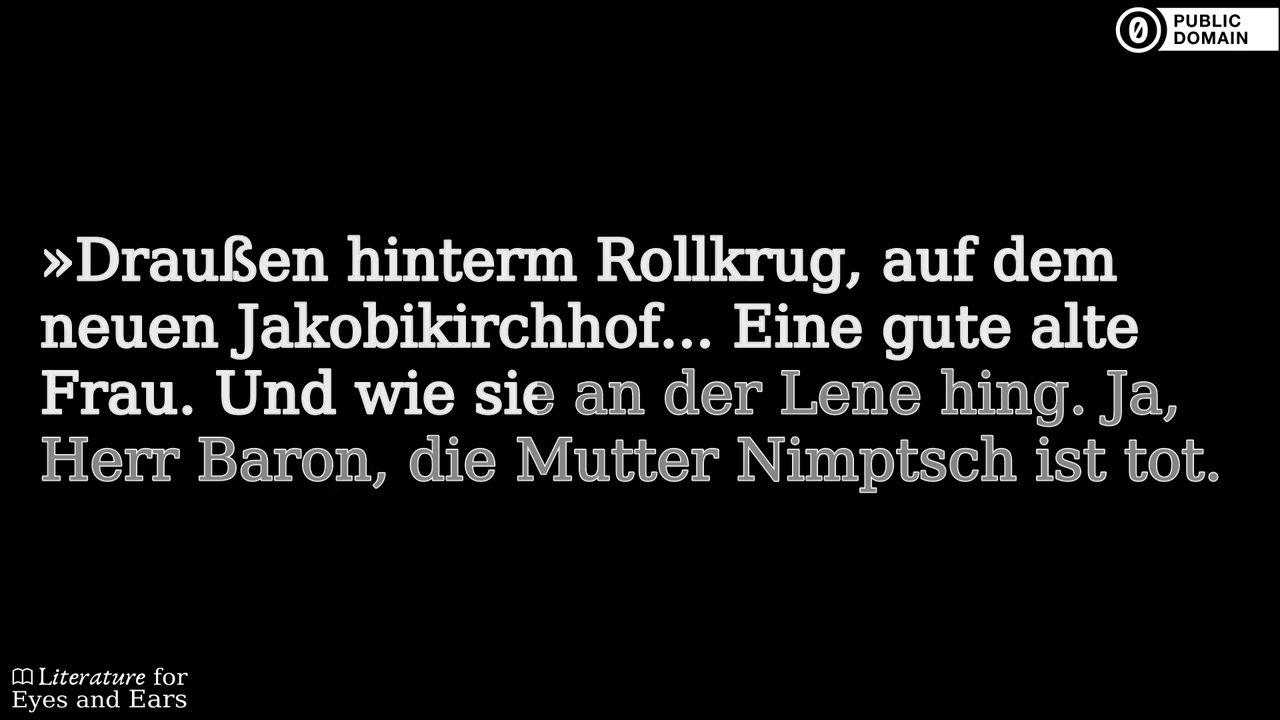 PUBLIC
DOMAIN
»Draußen hinterm Rollkrug, auf dem
neuen Jakobikirchhof... Eine gute alte
Frau. Und wie sie an der Lene hing. Ja,
Herr Baron, die Mutter Nimptsch ist tot.
Literature for
Eyes and Ears